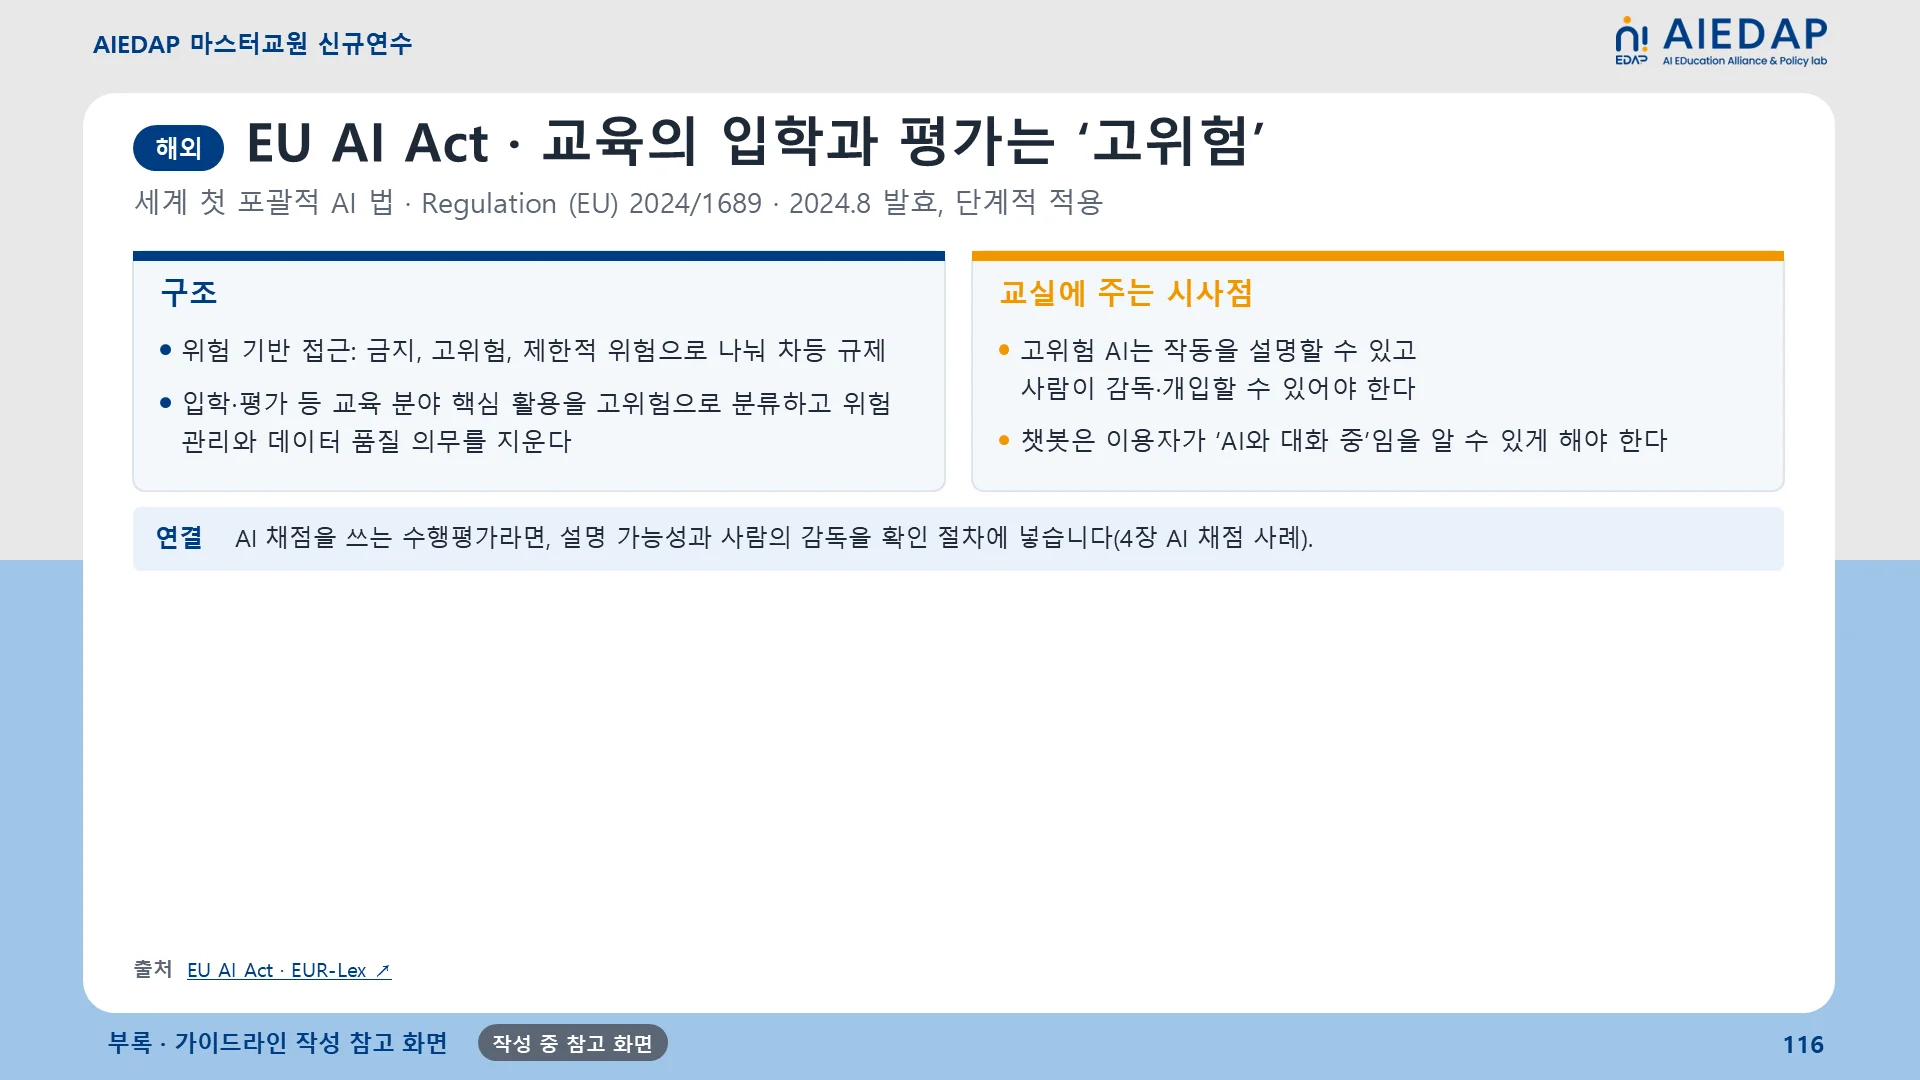 AIEDAP 마스터교원 신규연수
EDAP
AIEDAP
AI EDucation Alliance & Policy lab
해외
EU AI Act · 교육의 입학과 평가는 ‘고위험’
세계 첫 포괄적 AI 법 · Regulation (EU) 2024/1689 · 2024.8 발효, 단계적 적용
구조
위험 기반 접근: 금지, 고위험, 제한적 위험으로 나눠 차등 규제
입학·평가 등 교육 분야 핵심 활용을 고위험으로 분류하고 위험
관리와 데이터 품질 의무를 지운다
교실에 주는 시사점
고위험 AI는 작동을 설명할 수 있고
사람이 감독·개입할 수 있어야 한다
챗봇은 이용자가 ‘AI와 대화 중’임을 알 수 있게 해야 한다
연결 AI 채점을 쓰는 수행평가라면, 설명 가능성과 사람의 감독을 확인 절차에 넣습니다(4장 AI 채점 사례).
출처 EU AI Act · EUR-Lex ↗
부록 · 가이드라인 작성 참고 화면
작성 중 참고 화면
116